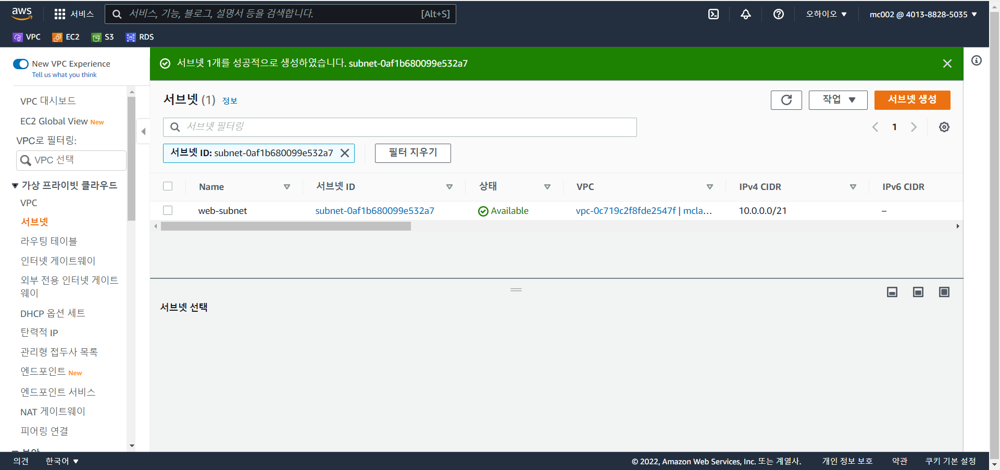 aws
서비스
서비스, 기능, 블로그, 설명서 등을 검색합니다.
[Alt+S]
오하이오 ▼
mc002 @ 4013-8828-5035 ▼
VPC
EC2
S3
RDS
New VPC Experience
Tell us what you think
VPC 대시보드
EC2 Global View New
VPC로 필터링:
VPC 선택
가상 프라이빗 클라우드
VPC
서브넷
라우팅 테이블
인터넷 게이트웨이
외부 전용 인터넷 게이트
웨이
DHCP 옵션 세트
탄력적 IP
관리형 접두사 목록
엔드포인트 New
엔드포인트 서비스
NAT 게이트웨이
피어링 연결
서브넷 1개를 성공적으로 생성하였습니다. subnet-0af1b680099e532a7
서브넷 (1) 정보
작업 ▼
서브넷 생성
서브넷 필터링
1
서브넷 ID: subnet-0af1b680099e532a7
필터 지우기
Name
서브넷 ID
상태
VPC
IPv4 CIDR
IPv6 CIDR
web-subnet
subnet-0af1b680099e532a7
Available
vpc-0c719c2f8fde2547f | mcla…
10.0.0.0/21
–
서브넷 선택
의견
한국어 ▼
© 2022, Amazon Web Services, Inc. 또는 계열사.
개인 정보 보호
약관
쿠키 기본 설정